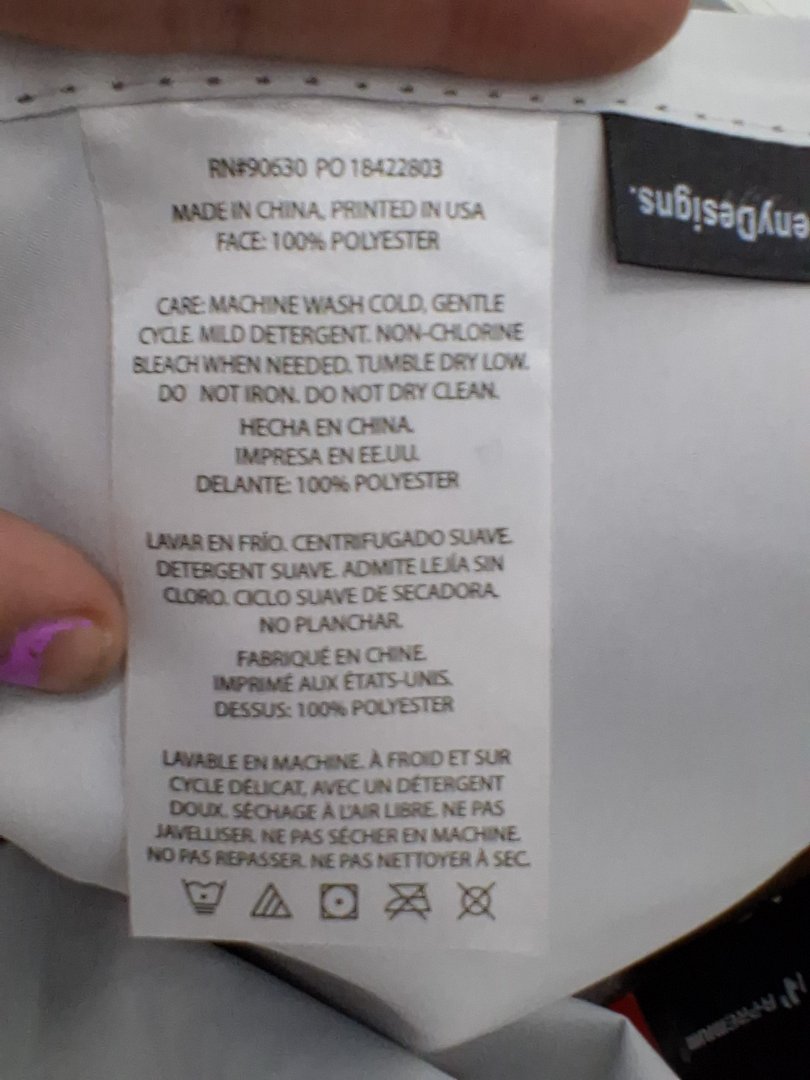 RN#90630 PO 18422803
MADE IN CHINA, PRINTED IN USA
FACE: 100% POLYESTER
CARE: MACHINE WASH COLD, GENTLE
CYCLE. MILD DETERGENT. NON-CHLORINE
BLEACH WHEN NEEDED. TUMBLE DRY LOW.
DO NOT IRON. DO NOT DRY CLEAN.
HECHA EN CHINA.
IMPRESA EN EE.UU.
DELANTE: 100% POLYESTER
LAVAR EN FRÍO. CENTRIFUGADO SUAVE.
DETERGENT SUAVE. ADMITE LEJÍA SIN
CLORO. CICLO SUAVE DE SECADORA.
NO PLANCHAR.
FABRIQUÉ EN CHINE.
IMPRIMÉ AUX ÉTATS-UNIS.
DESSUS: 100% POLYESTER
LAVABLE EN MACHINE. À FROID ET SUR
CYCLE DÉLICAT, AVEC UN DÉTERGENT
DOUX. SÉCHAGE À L'AIR LIBRE. NE PAS
JAVELLISER. NE PAS SÉCHER EN MACHINE.
NO PAS REPASSER. NE PAS NETTOYER À SEC.
enyDesigns.